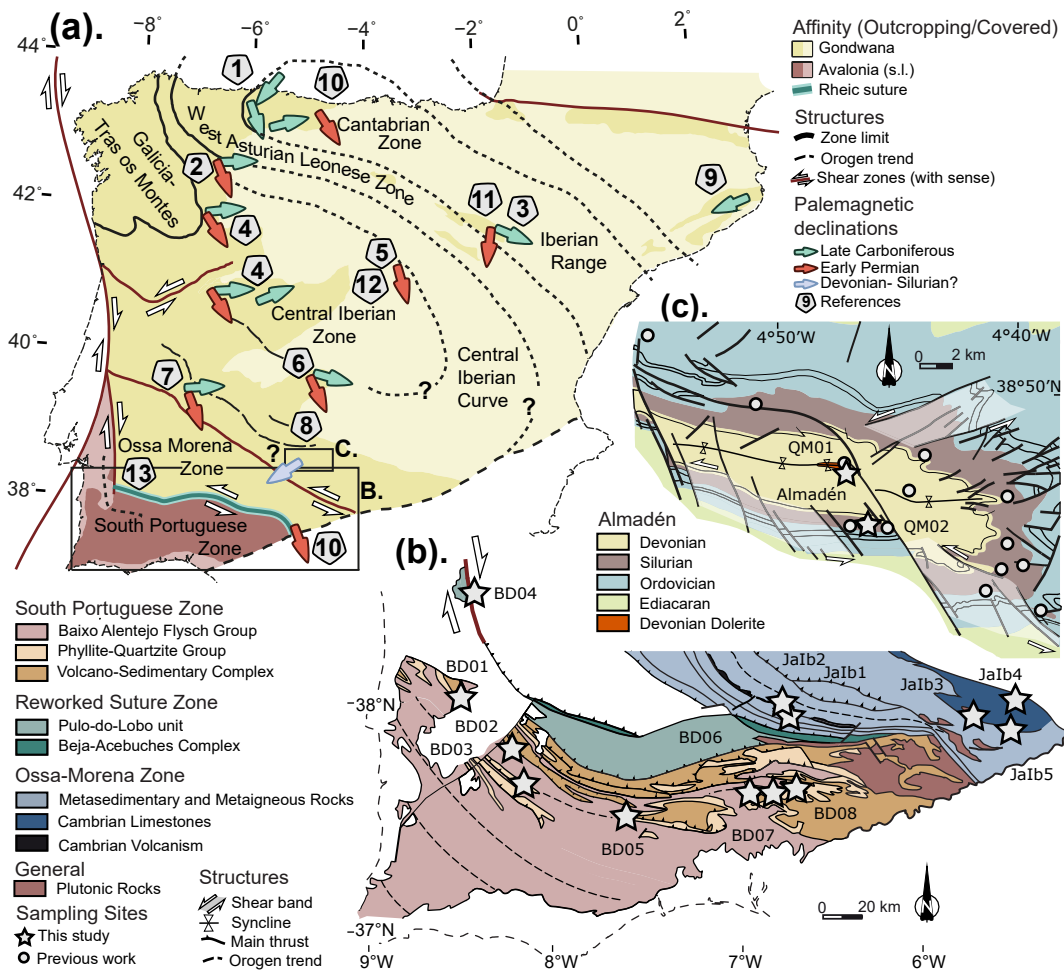 (a).
−8
−6
−4
−2
0
2
44°
42°
40°
38°
1
10
Cantabrian
Zone
West Asturian Leonese Zone
Galicia-
Tras os Montes
2
4
4
11
3
9
Iberian
Range
5
12
Central Iberian
Zone
Central
Iberian
Curve
?
?
6
7
8
?
C.
B.
Ossa Morena
Zone
13
South Portuguese
Zone
10
Affinity (Outcropping/Covered)
Gondwana
Avalonia (s.l.)
Rheic suture
Structures
Zone limit
Orogen trend
Shear zones (with sense)
Palemagnetic
declinations
Late Carboniferous
Early Permian
Devonian- Silurian?
9 References
(c).
4°50'W
4°40'W
38°50'N
0 2 km
QM01
Almadén
QM02
Almadén
Devonian
Silurian
Ordovician
Ediacaran
Devonian Dolerite
(b).
BD04
BD01
BD02
BD03
BD05
BD06
BD07
BD08
JaIb2
JaIb1
JaIb3
JaIb4
JaIb5
−38°N
−37°N
9°W
8°W
7°W
6°W
0 20 km
South Portuguese Zone
Baixo Alentejo Flysch Group
Phyllite-Quartzite Group
Volcano-Sedimentary Complex
Reworked Suture Zone
Pulo-do-Lobo unit
Beja-Acebuches Complex
Ossa-Morena Zone
Metasedimentary and Metaigneous Rocks
Cambrian Limestones
Cambrian Volcanism
General
Plutonic Rocks
Sampling Sites
This study
Previous work
Structures
Shear band
Syncline
Main thrust
Orogen trend